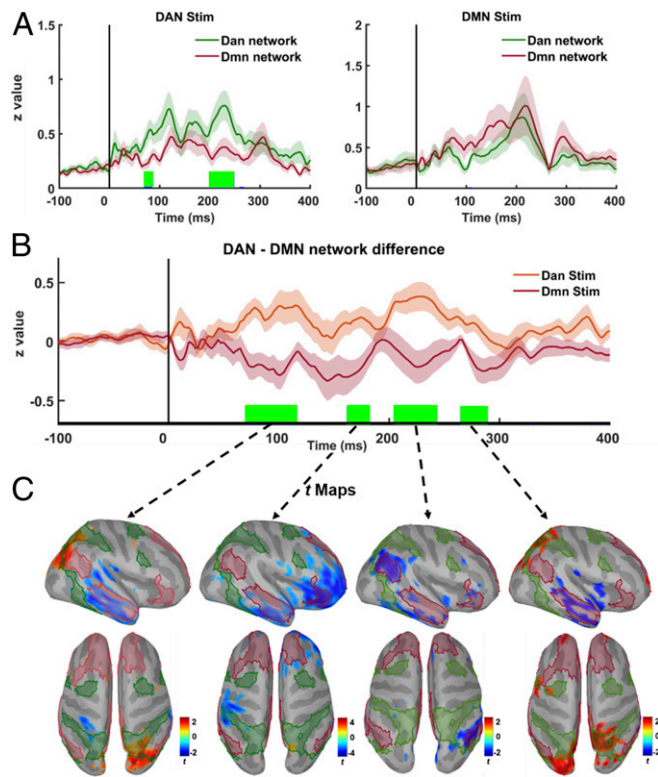 A
DAN Stim
DMN Stim
z value
1.5
1
0.5
0
Dan network
Dmn network
-100 0 100 200 300 400
Time (ms)
z value
2
1.5
1
0.5
0
Dan network
Dmn network
-100 0 100 200 300 400
Time (ms)
B
DAN - DMN network difference
z value
0.5
0
-0.5
Dan Stim
Dmn Stim
-100 0 100 200 300 400
Time (ms)
C
t Maps
2
0
-2
t
4
0
-4
t
2
0
-2
t
2
0
-2
t